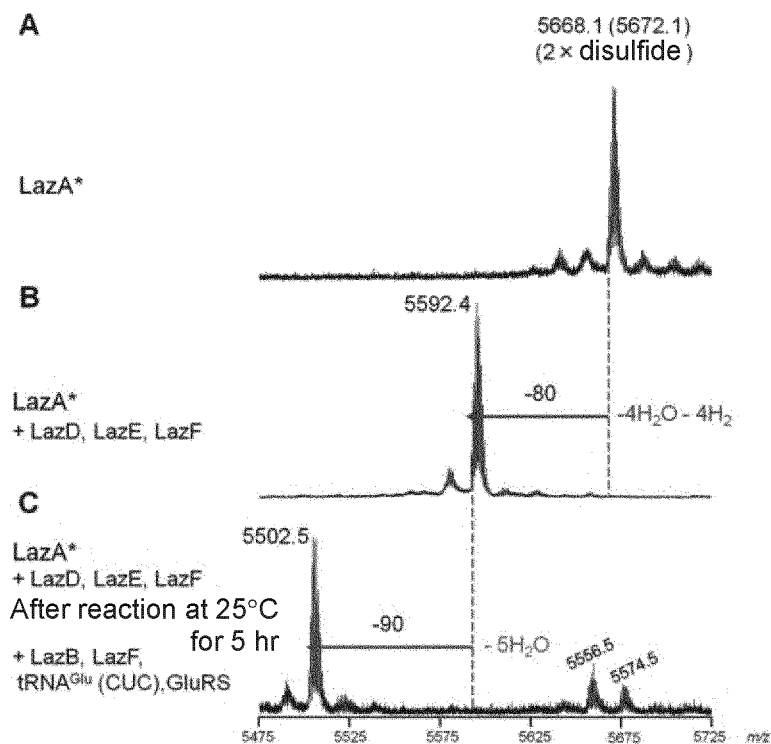 A
5668.1 (5672.1)
(2 × disulfide )
LazA*
B
5592.4
-80
-4H₂O - 4H₂
LazA*
+ LazD, LazE, LazF
C
5502.5
LazA*
+ LazD, LazE, LazF
After reaction at 25°C
for 5 hr
-90
- 5H₂O
+ LazB, LazF,
tRNAᴳˡᵘ (CUC),GluRS
5556.5
5574.5
5475 5525 5575 5625 5675 5725 m/z